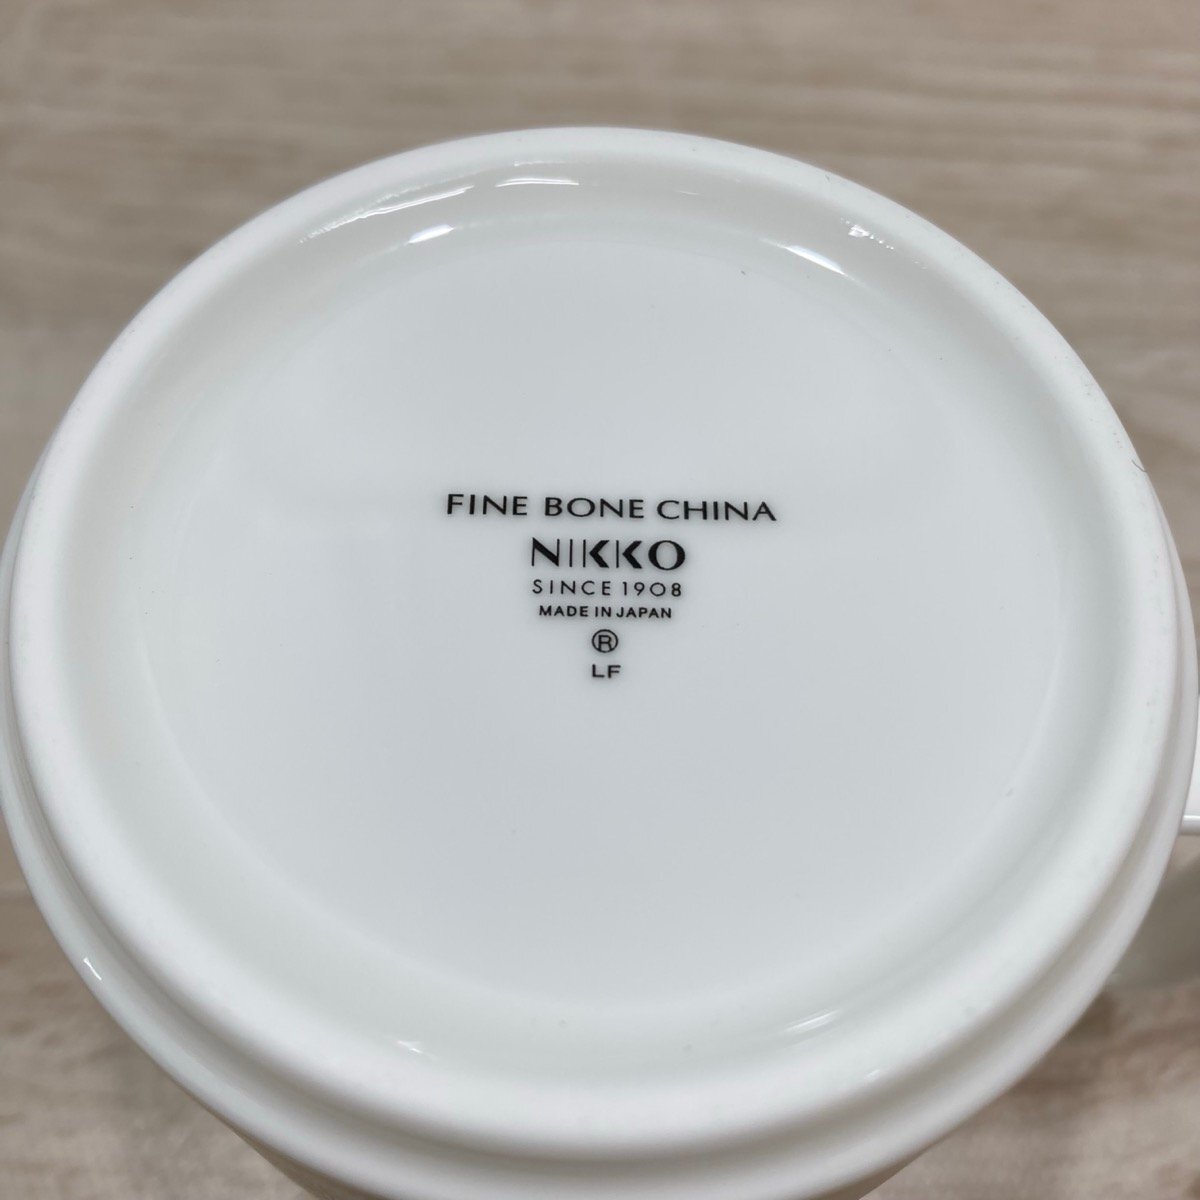 FINE BONE CHINA
NIKKO
SINCE 1908
MADE IN JAPAN
®
LF